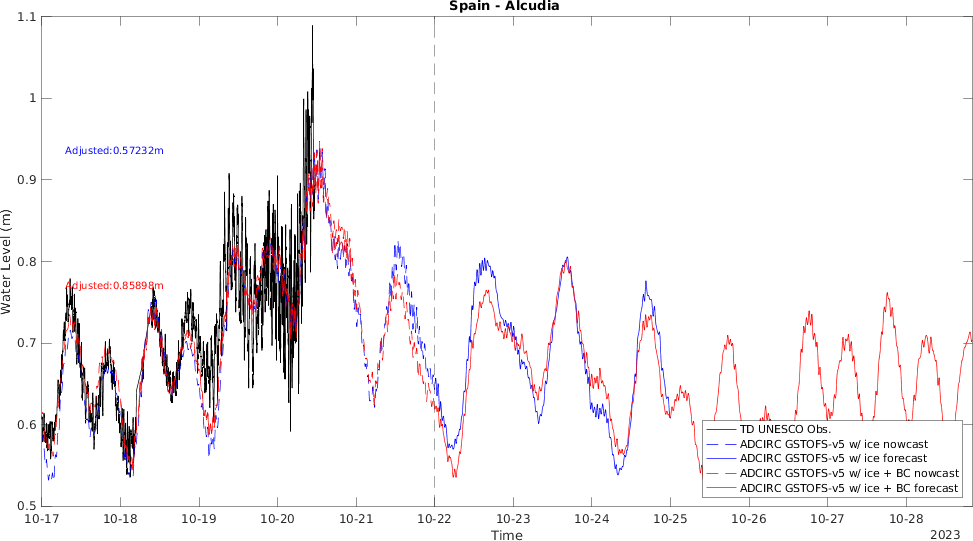 Spain - Alcudia
1.1
1
0.9
0.8
0.7
0.6
0.5
Water Level (m)
Adjusted:0.57232m
Adjusted:0.85898m
TD UNESCO Obs.
ADCIRC GSTOFS-v5 w/ ice nowcast
ADCIRC GSTOFS-v5 w/ ice forecast
ADCIRC GSTOFS-v5 w/ ice + BC nowcast
ADCIRC GSTOFS-v5 w/ ice + BC forecast
10-17 10-18 10-19 10-20 10-21 10-22 10-23 10-24 10-25 10-26 10-27 10-28
Time
2023